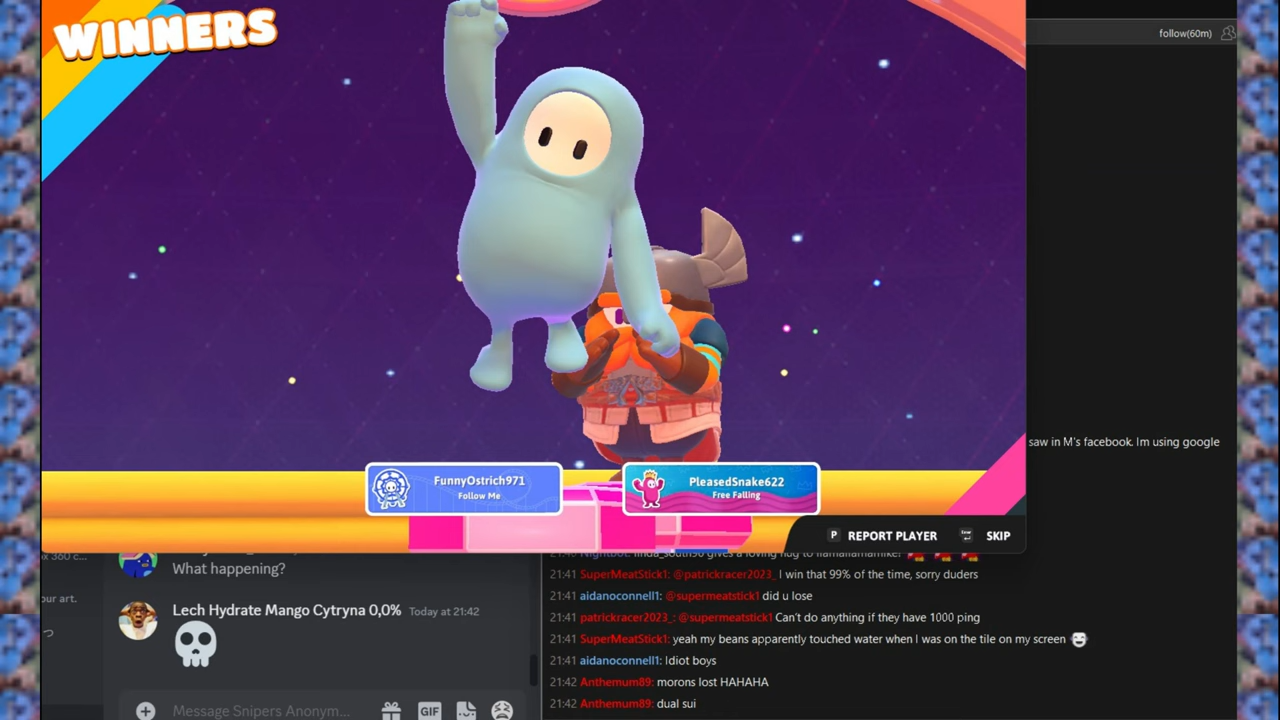 WINNERS
follow(60m)
saw in M's facebook. Im using google
FunnyOstrich971
Follow Me
PleasedSnake622
Free Falling
P REPORT PLAYER
SKIP
ur art.
What happening?
Lech Hydrate Mango Cytryna 0,0% Today at 21:42
Message Snipers Anonym...
GIF
21:41 SuperMeatStick1: @patrickracer2023_ I win that 99% of the time, sorry duders
21:41 aidanoconnell1: @supermeatstick1 did u lose
21:41 patrickracer2023_: @supermeatstick1 Can't do anything if they have 1000 ping
21:41 SuperMeatStick1: yeah my beans apparently touched water when I was on the tile on my screen
21:41 aidanoconnell1: Idiot boys
21:42 Anthemum89: morons lost HAHAHA
21:42 Anthemum89: dual sui